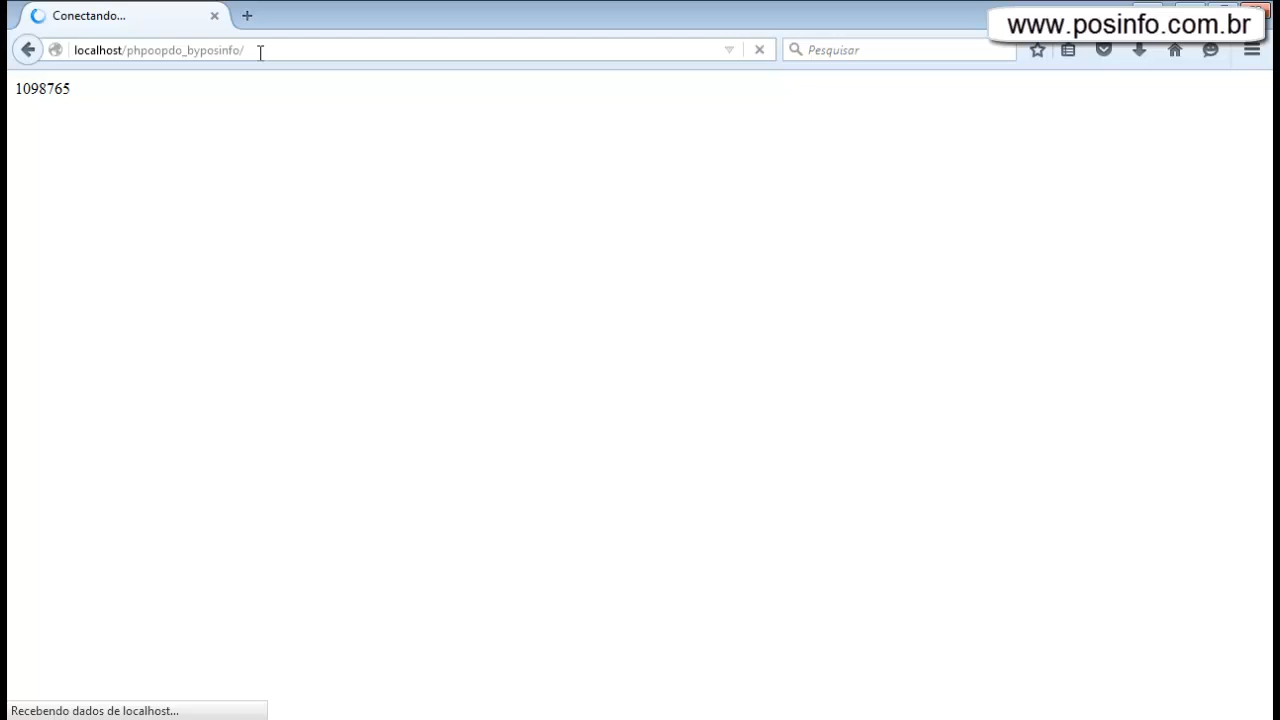 Conectando...
www.posinfo.com.br
localhost/phpoopdo_byposinfo/
Pesquisar
1098765
Recebendo dados de localhost...